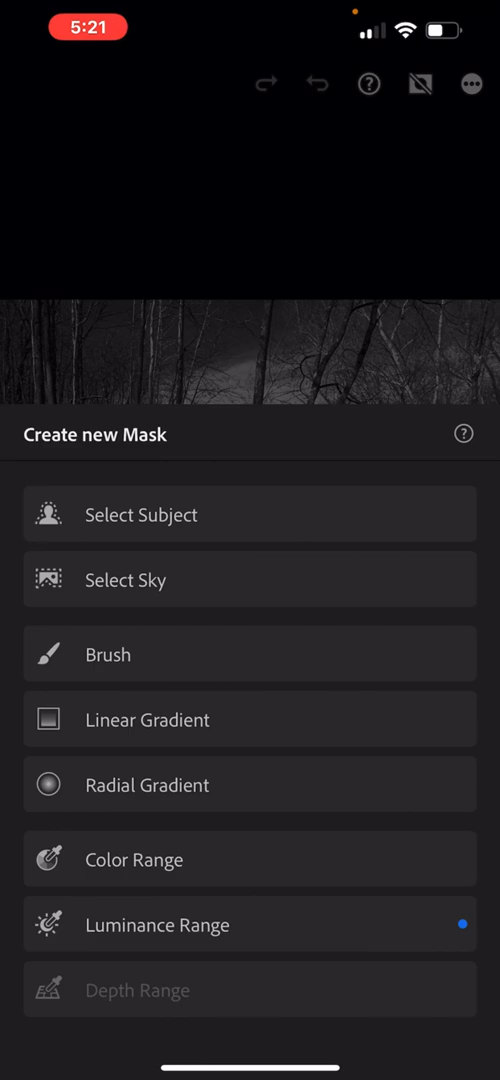 5:21
Create new Mask
Select Subject
Select Sky
Brush
Linear Gradient
Radial Gradient
Color Range
Luminance Range
Depth Range